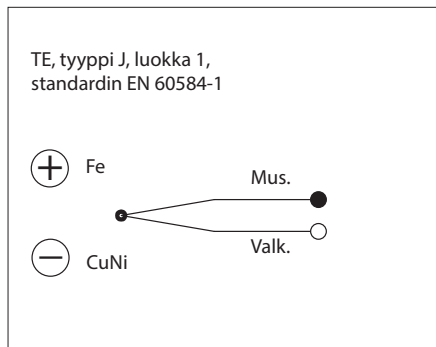 TE, tyyppi J, luokka 1,
standardin EN 60584-1
Fe
Mus.
Valk.
CuNi